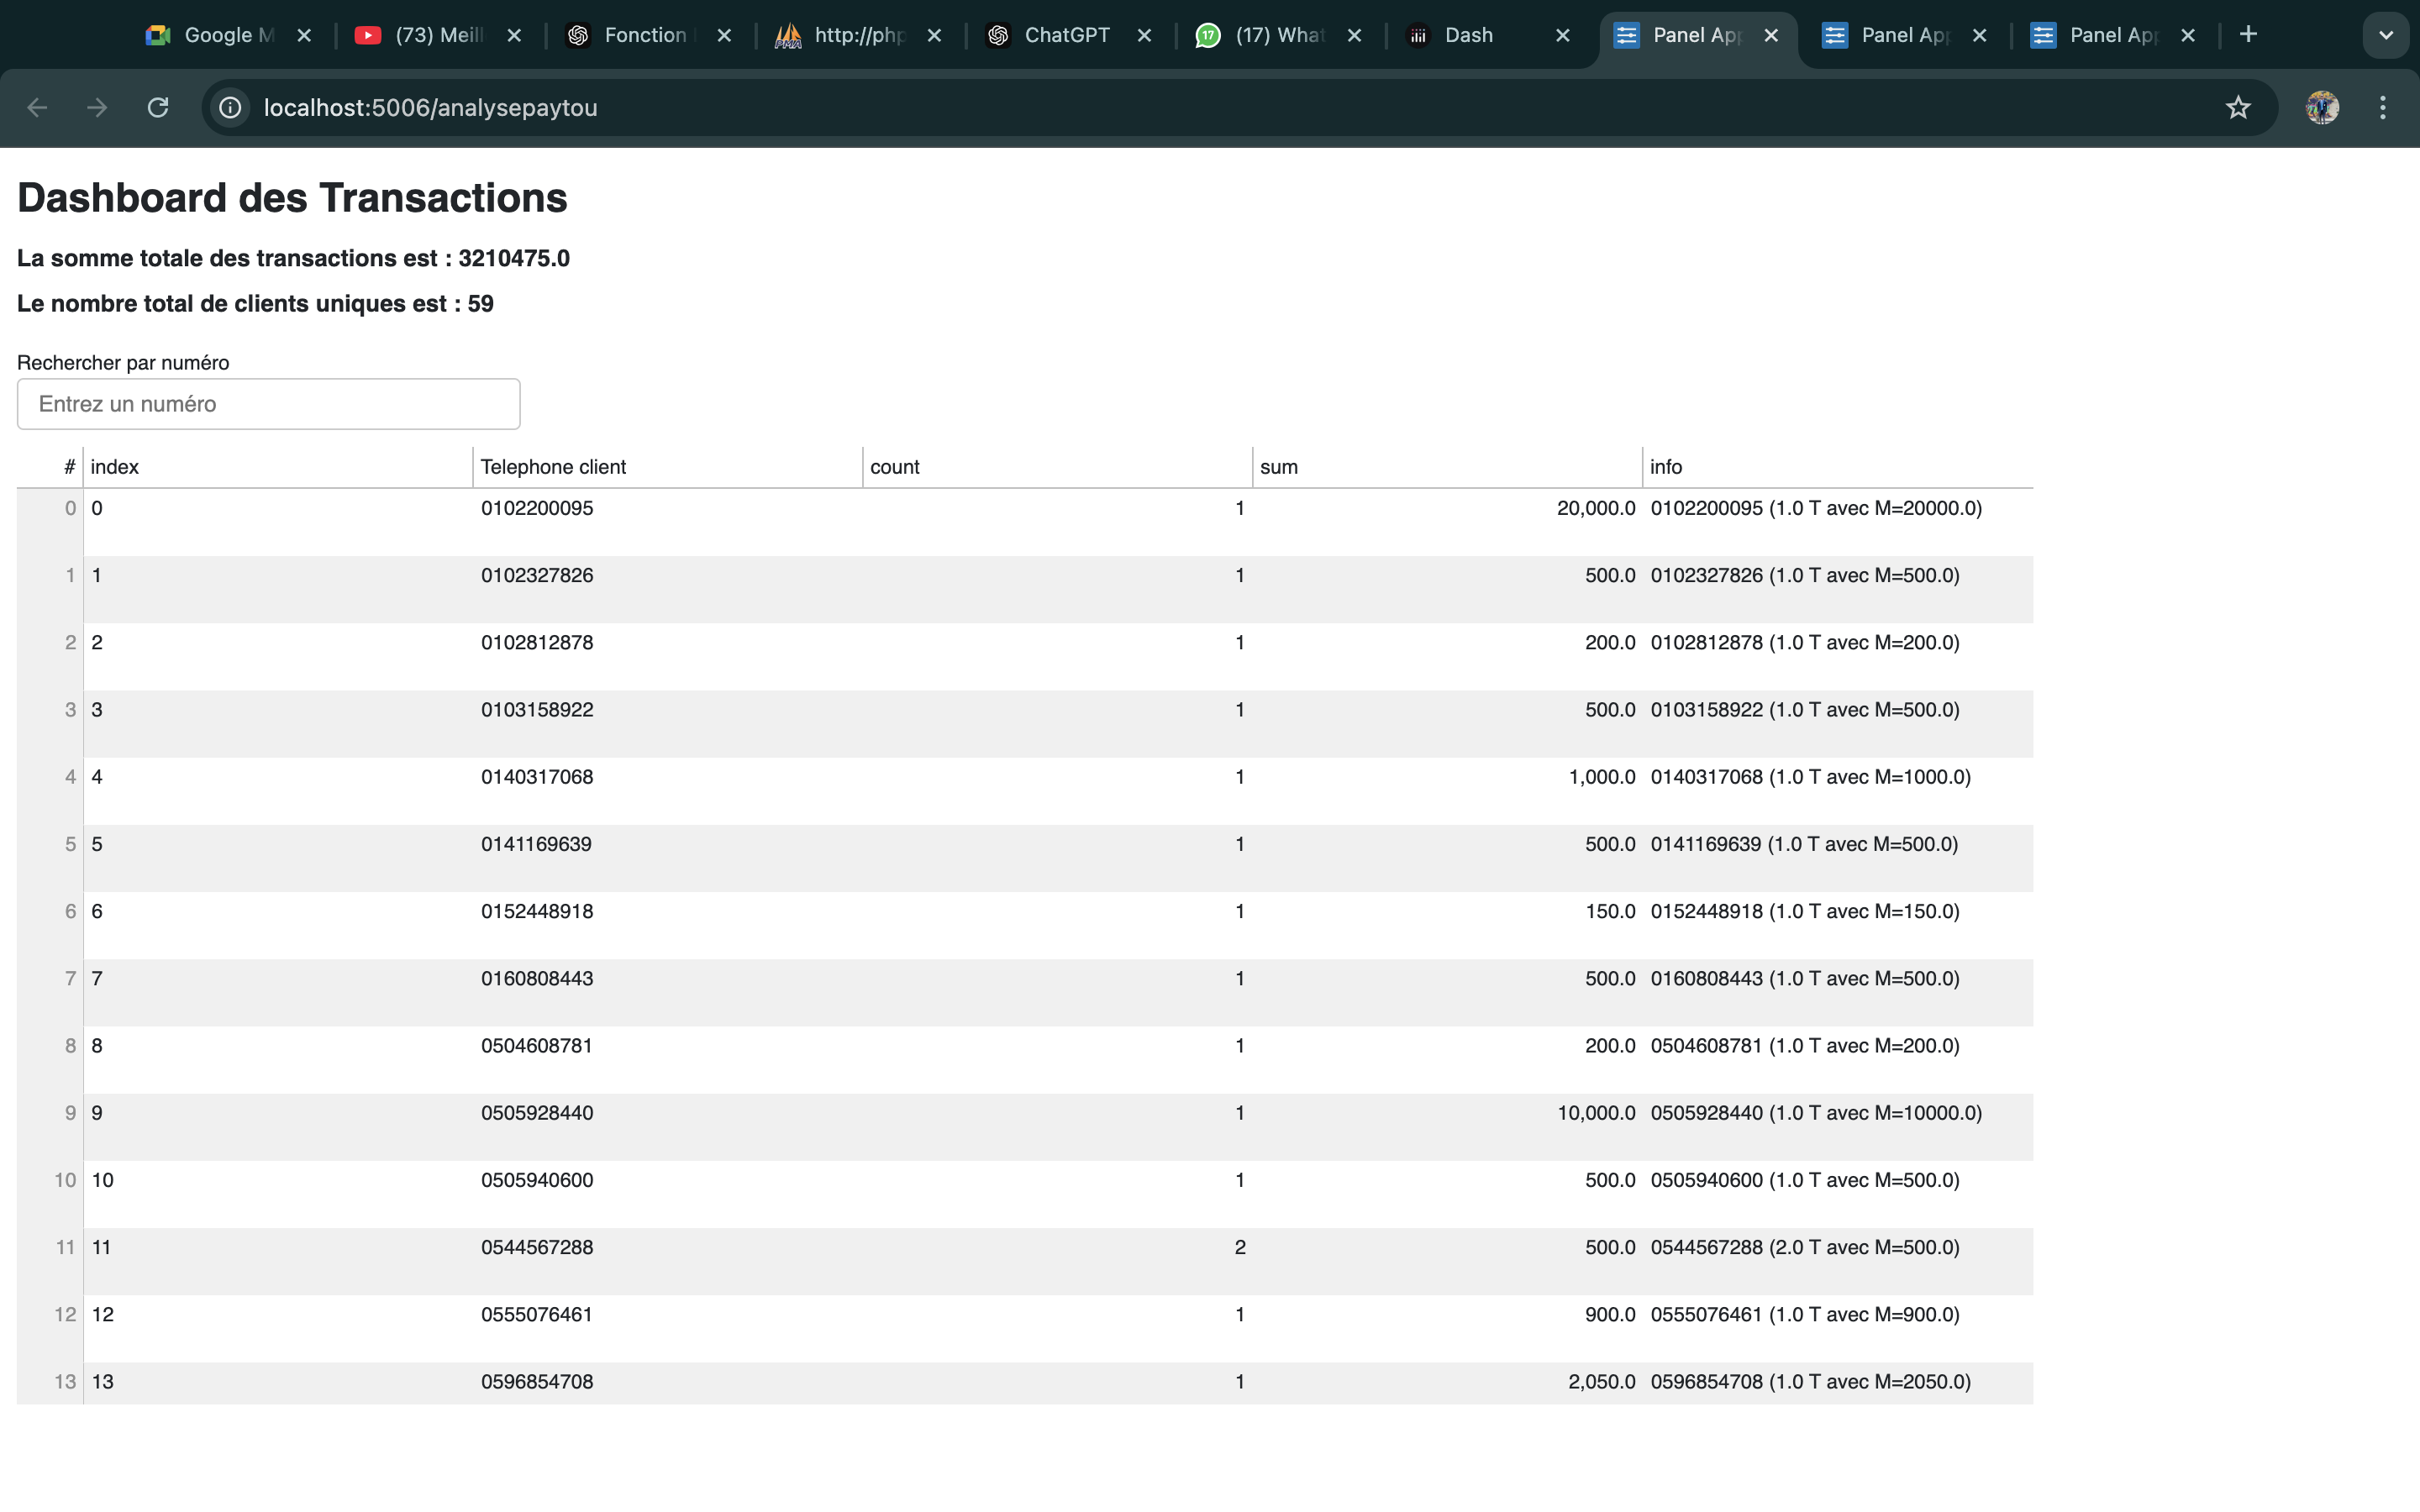 Google M
(73) Meill
Fonction
http://php
ChatGPT
(17) What
Dash
Panel App
Panel App
Panel App
localhost:5006/analysepaytou
Dashboard des Transactions
La somme totale des transactions est : 3210475.0
Le nombre total de clients uniques est : 59
Rechercher par numéro
Entrez un numéro
# index Telephone client count sum info
0 0 0102200095 1 20,000.0 0102200095 (1.0 T avec M=20000.0)
1 1 0102327826 1 500.0 0102327826 (1.0 T avec M=500.0)
2 2 0102812878 1 200.0 0102812878 (1.0 T avec M=200.0)
3 3 0103158922 1 500.0 0103158922 (1.0 T avec M=500.0)
4 4 0140317068 1 1,000.0 0140317068 (1.0 T avec M=1000.0)
5 5 0141169639 1 500.0 0141169639 (1.0 T avec M=500.0)
6 6 0152448918 1 150.0 0152448918 (1.0 T avec M=150.0)
7 7 0160808443 1 500.0 0160808443 (1.0 T avec M=500.0)
8 8 0504608781 1 200.0 0504608781 (1.0 T avec M=200.0)
9 9 0505928440 1 10,000.0 0505928440 (1.0 T avec M=10000.0)
10 10 0505940600 1 500.0 0505940600 (1.0 T avec M=500.0)
11 11 0544567288 2 500.0 0544567288 (2.0 T avec M=500.0)
12 12 0555076461 1 900.0 0555076461 (1.0 T avec M=900.0)
13 13 0596854708 1 2,050.0 0596854708 (1.0 T avec M=2050.0)